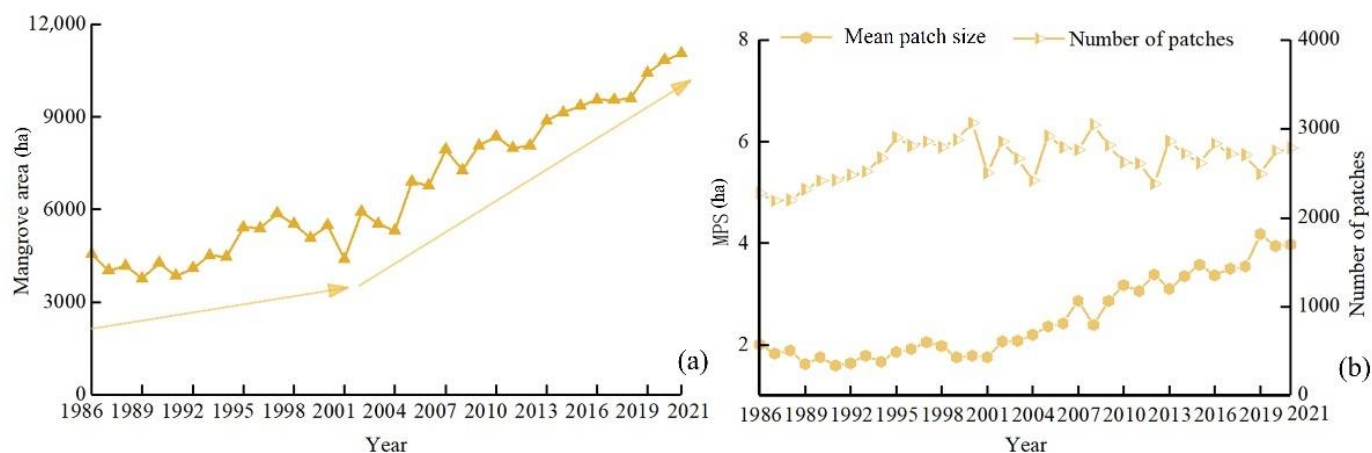 12,000
9000
6000
3000
0
Mangrove area (ha)
1986 1989 1992 1995 1998 2001 2004 2007 2010 2013 2016 2019 2021
Year
(a)
Mean patch size
Number of patches
8
6
4
2
MPS (ha)
4000
3000
2000
1000
0
Number of patches
1986 1989 1992 1995 1998 2001 2004 2007 2010 2013 2016 2019 2021
Year
(b)